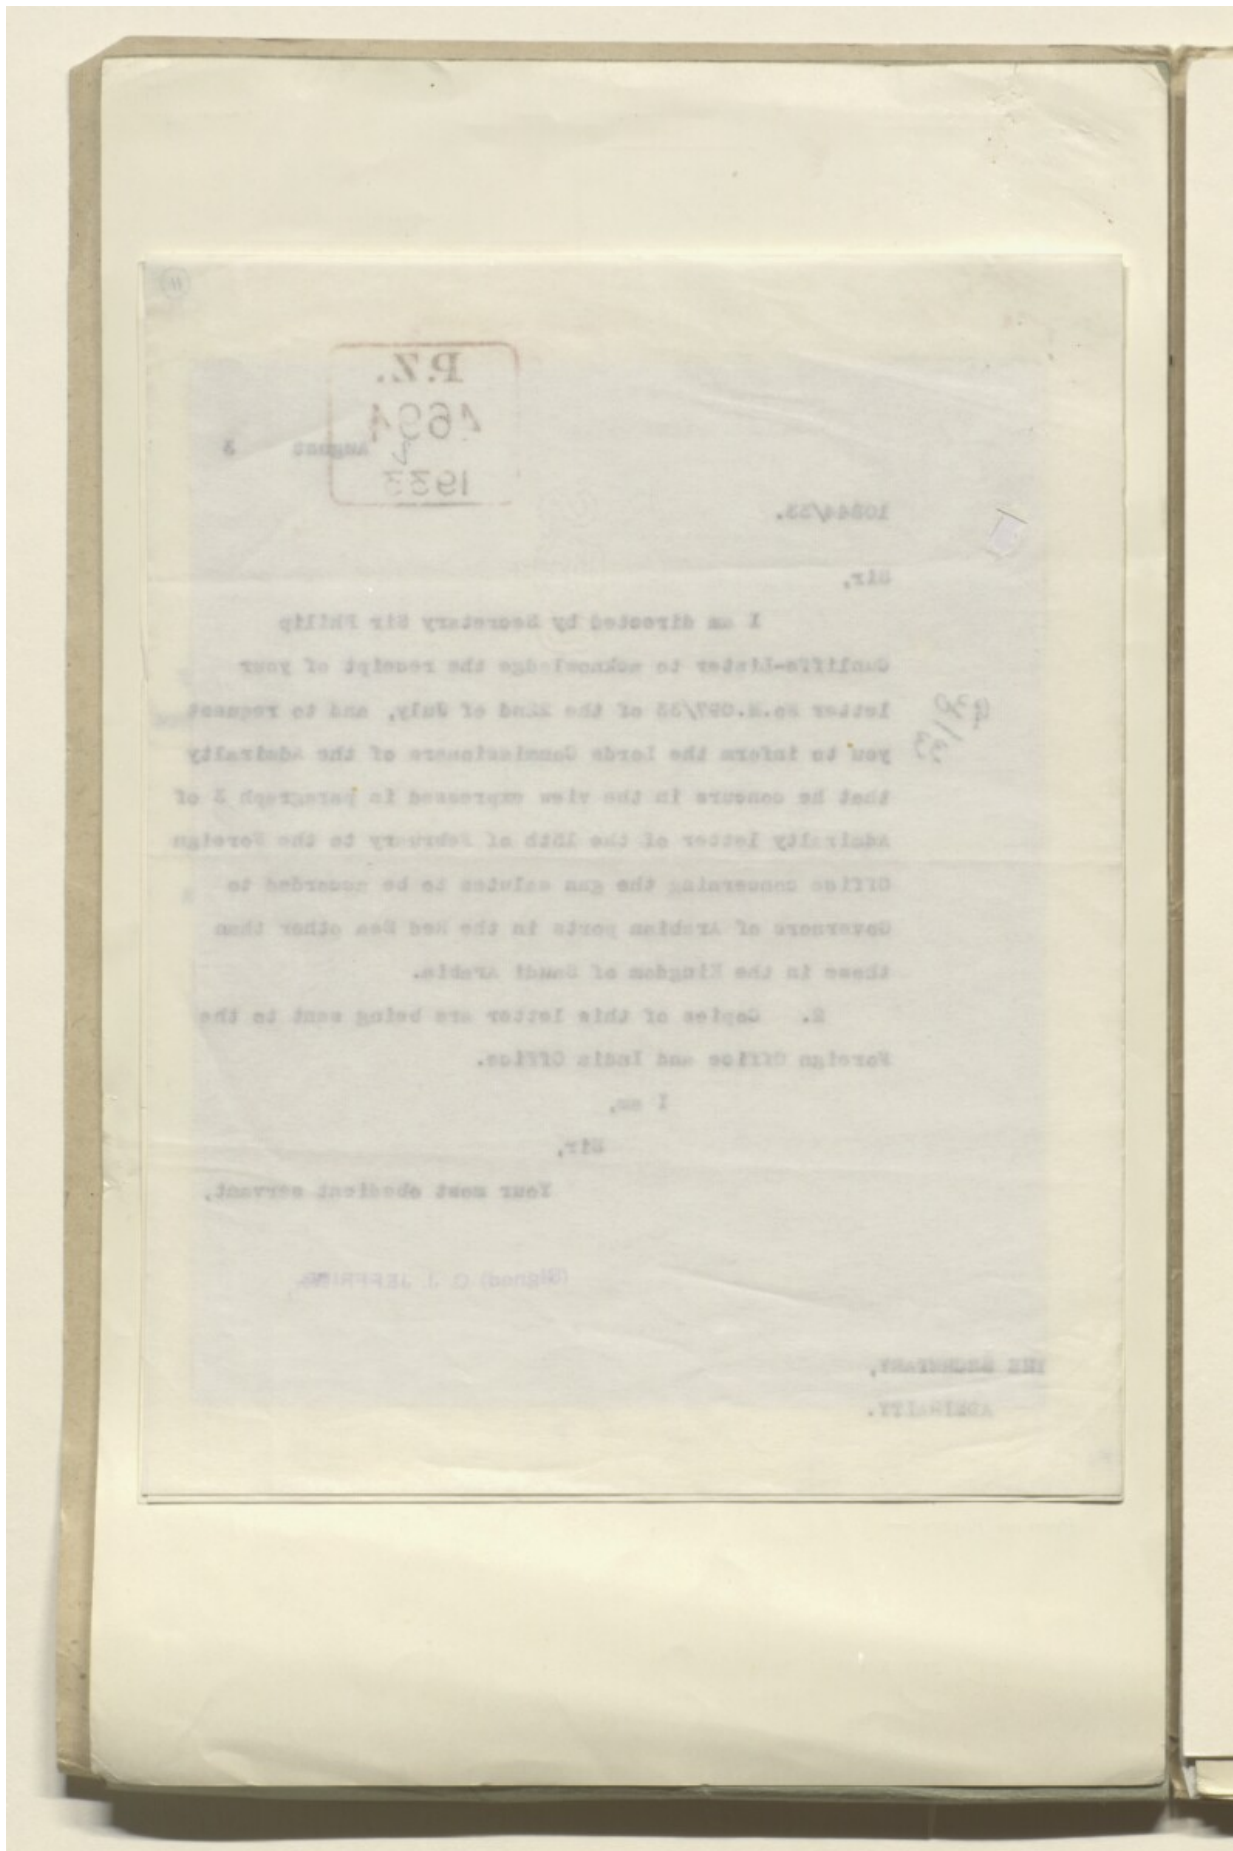 P.Z.
4694
1933
August 3
10844/33.
Sir,
I am directed by Secretary Sir Philip
Cunliffe-Lister to acknowledge the receipt of your
letter No.M.097/33 of the 22nd of July, and to request
you to inform the Lords Commissioners of the Admiralty
that he concurs in the view expressed in paragraph 3 of
Admiralty letter of the 15th of February to the Foreign
Office concerning the gun salutes to be accorded to
Governors of Arabian ports in the Red Sea other than
those in the Kingdom of Saudi Arabia.
2. Copies of this letter are being sent to the
Foreign Office and India Office.
I am,
Sir,
Your most obedient servant,
(Signed) C. J. JEFFRIES.
THE SECRETARY,
ADMIRALTY.